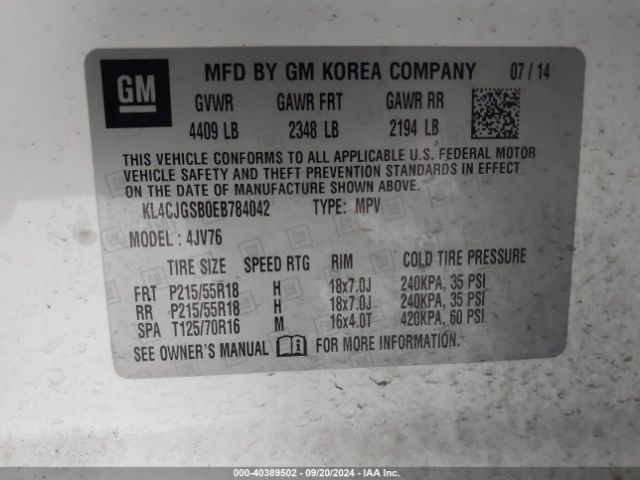 GM
MFD BY GM KOREA COMPANY 07 / 14
GVWR GAWR FRT GAWR RR
4409 LB 2348 LB 2194 LB
THIS VEHICLE CONFORMS TO ALL APPLICABLE U.S. FEDERAL MOTOR
VEHICLE SAFETY AND THEFT PREVENTION STANDARDS IN EFFECT
ON THE DATE OF MANUFACTURE SHOWN ABOVE.
KL4CJGSB0EB784042 TYPE: MPV
MODEL : 4JV76
TIRE SIZE SPEED RTG RIM COLD TIRE PRESSURE
FRT P215/55R18 H 18x7.0J 240KPA, 35 PSI
RR P215/55R18 H 18x7.0J 240KPA, 35 PSI
SPA T125/70R16 M 16x4.0T 420KPA, 60 PSI
SEE OWNER'S MANUAL FOR MORE INFORMATION.
000-40389502 - 09/20/2024 - IAA Inc.